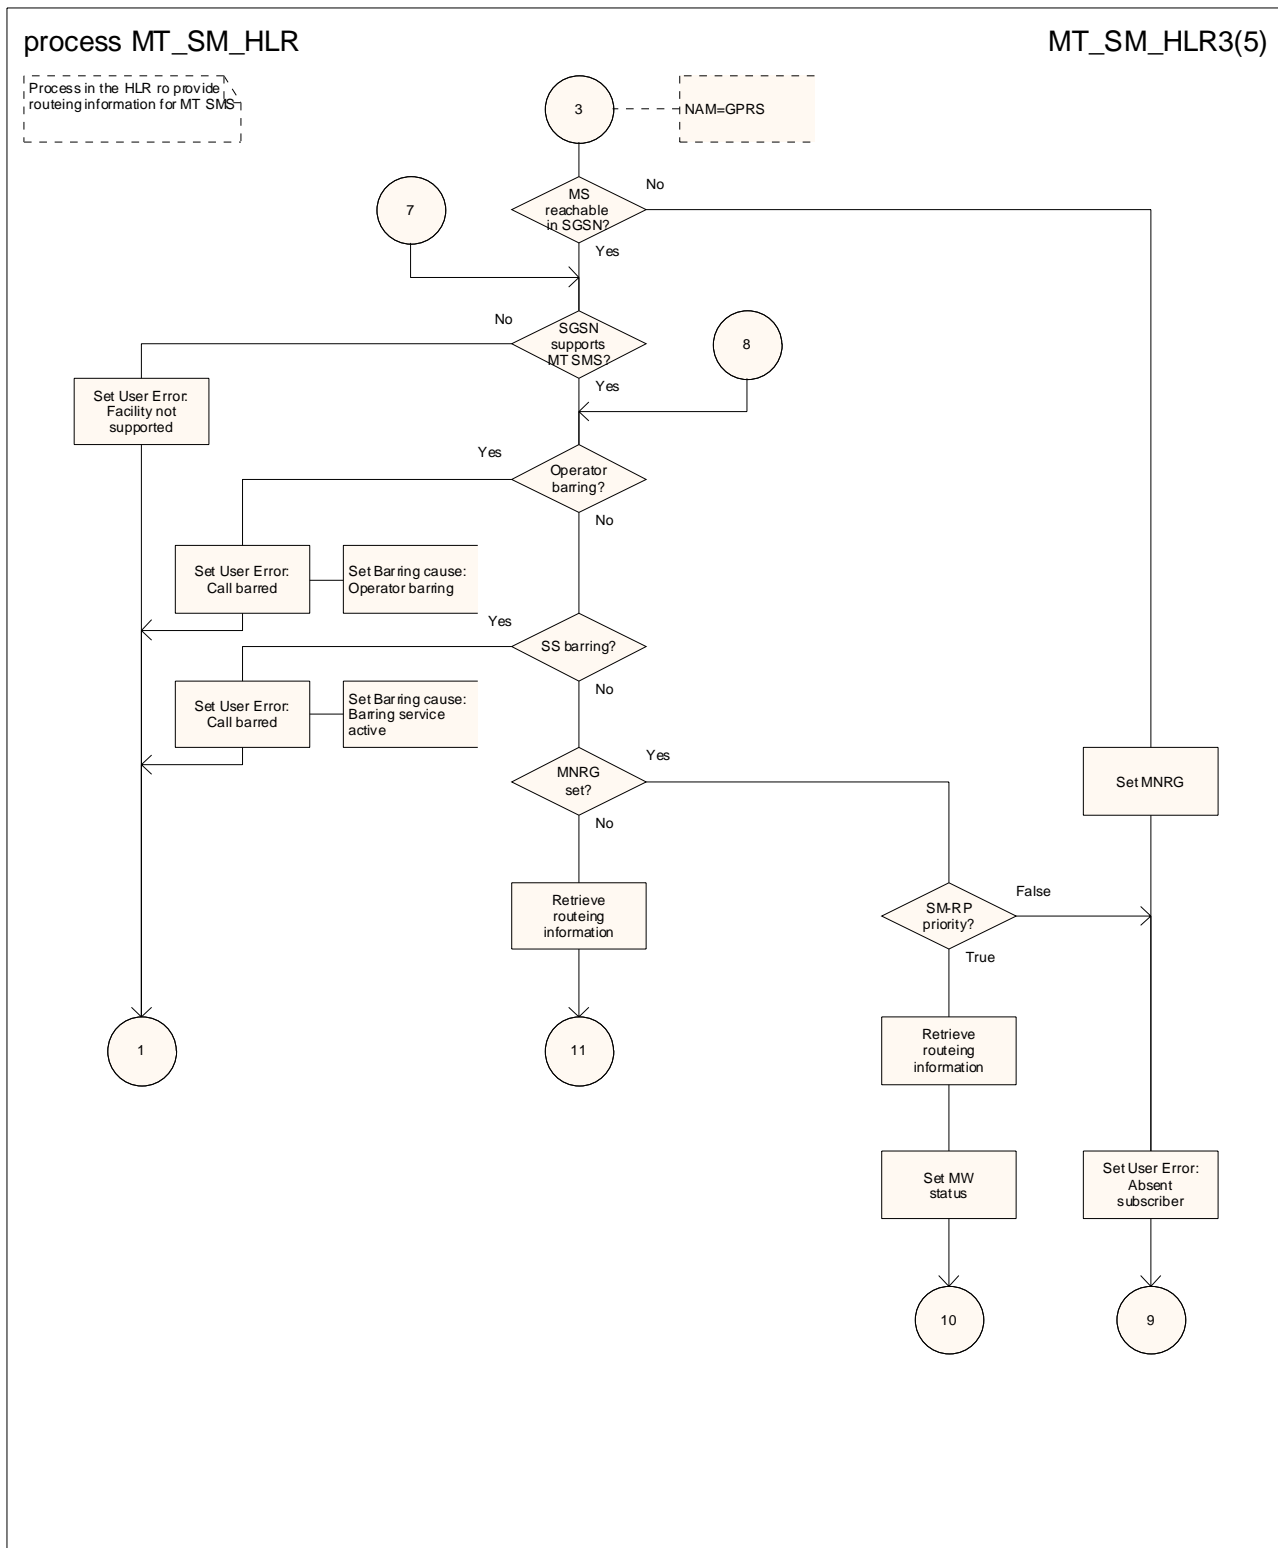 process MT_SM_HLR
MT_SM_HLR3(5)
Process in the HLR ro provide
routeing information for MT SMS
3
NAM=GPRS
No
MS
reachable
in SGSN?
7
Yes
No
SGSN
supports
MT SMS?
8
Yes
Set User Error:
Facility not
supported
Yes
Operator
barring?
No
Set User Error:
Call barred
Set Barring cause:
Operator barring
Yes
SS barring?
No
Set User Error:
Call barred
Set Barring cause:
Barring service
active
Yes
MNRG
set?
Set MNRG
No
Retrieve
routeing
information
False
SM-RP
priority?
True
1
11
Retrieve
routeing
information
Set MW
status
Set User Error:
Absent
subscriber
10
9